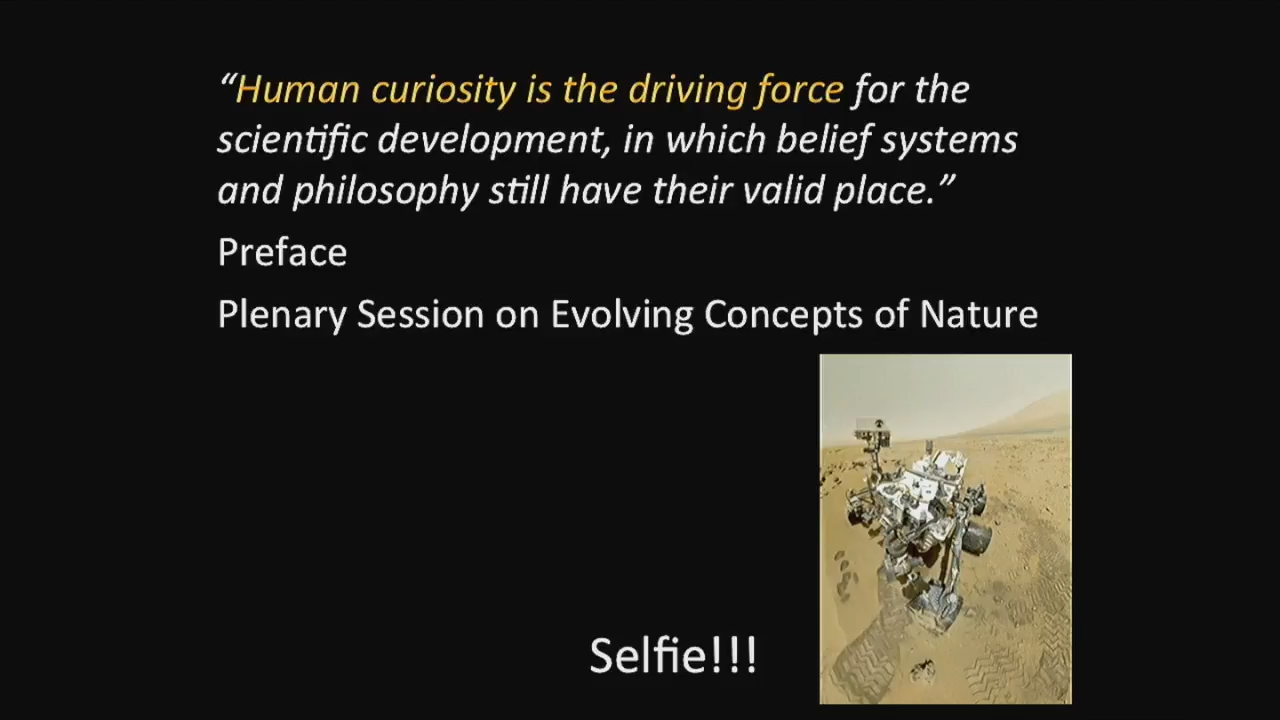 “Human curiosity is the driving force for the
scientific development, in which belief systems
and philosophy still have their valid place.”
Preface
Plenary Session on Evolving Concepts of Nature
Selfie!!!